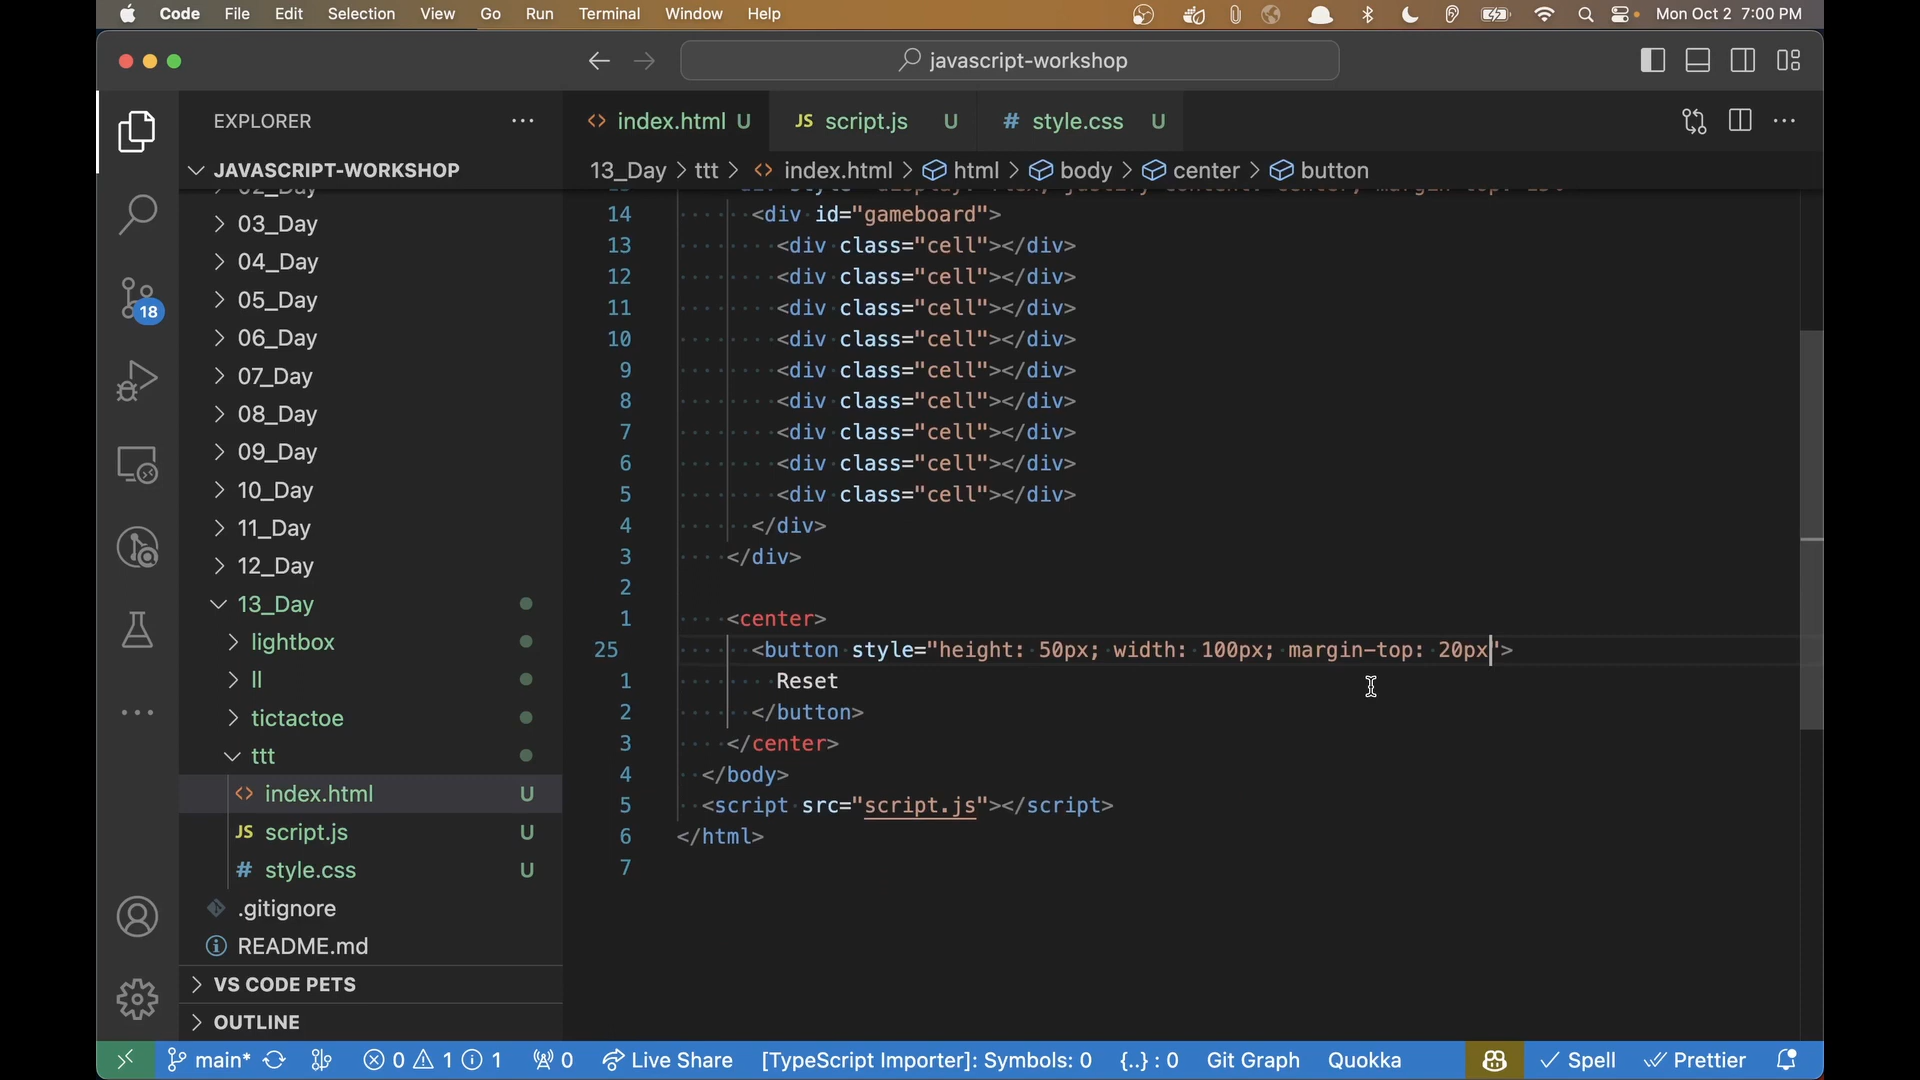 Code File Edit Selection View Go Run Terminal Window Help Mon Oct 2 7:00 PM
javascript-workshop
EXPLORER
index.html U
JS script.js U
# style.css U
JAVASCRIPT-WORKSHOP
13_Day > ttt > index.html > html > body > center > button
02_Day
03_Day
04_Day
05_Day
06_Day
07_Day
08_Day
09_Day
10_Day
11_Day
12_Day
13_Day
lightbox
ll
tictactoe
ttt
index.html U
JS script.js U
# style.css U
.gitignore
README.md
VS CODE PETS
OUTLINE
18
14 <div id="gameboard">
13 <div class="cell"></div>
12 <div class="cell"></div>
11 <div class="cell"></div>
10 <div class="cell"></div>
9 <div class="cell"></div>
8 <div class="cell"></div>
7 <div class="cell"></div>
6 <div class="cell"></div>
5 <div class="cell"></div>
4 </div>
3 </div>
2
1 <center>
25 <button style="height: 50px; width: 100px; margin-top: 20px">
1 Reset
2 </button>
3 </center>
4 </body>
5 <script src="script.js"></script>
6 </html>
7
main* 0 1 1 0 Live Share [TypeScript Importer]: Symbols: 0 {..} : 0 Git Graph Quokka Spell Prettier